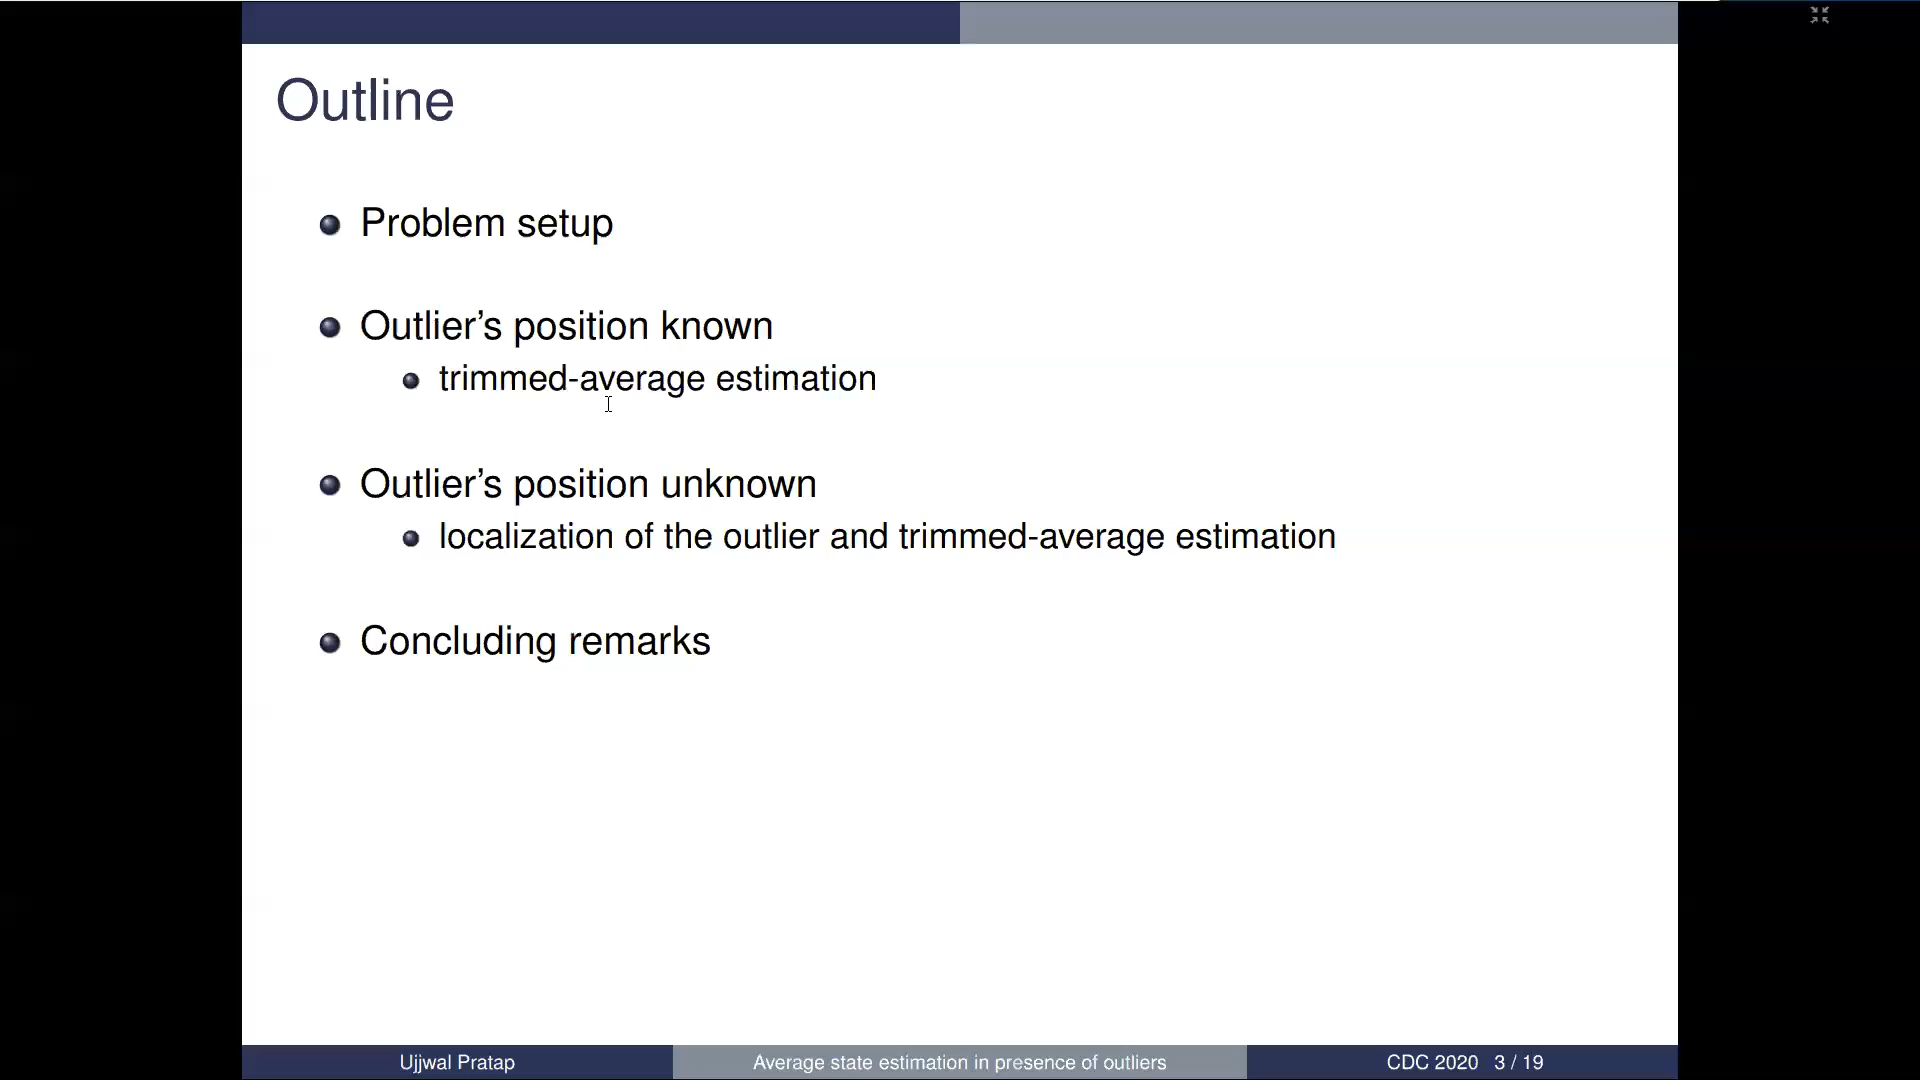 Outline
Problem setup
Outlier's position known
trimmed-average estimation
Outlier's position unknown
localization of the outlier and trimmed-average estimation
Concluding remarks
Ujjwal Pratap
Average state estimation in presence of outliers
CDC 2020 3 / 19